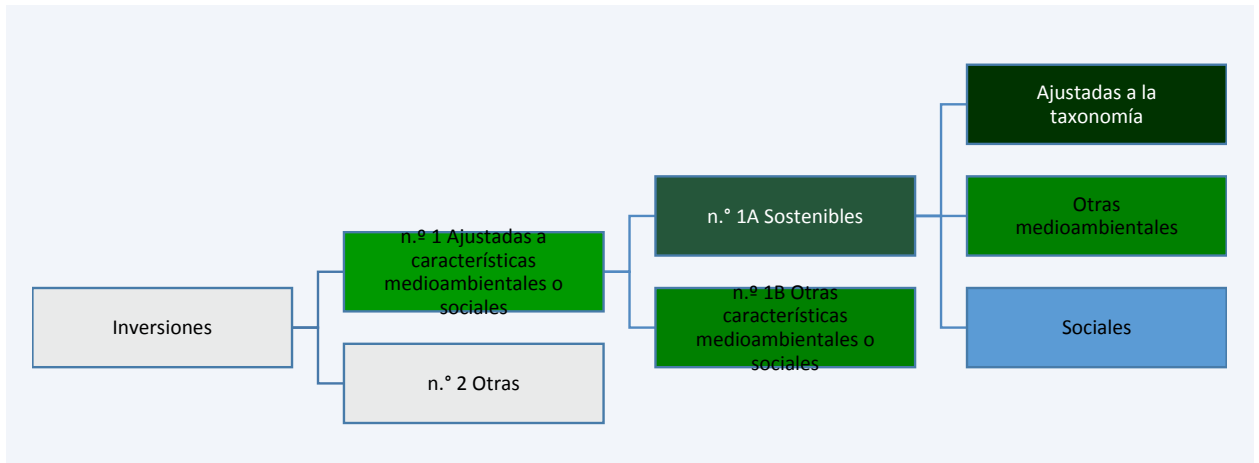 Inversiones
n.º 1 Ajustadas a
características
medioambientales o
sociales
n.° 2 Otras
n.° 1A Sostenibles
n.º 1B Otras
características
medioambientales o
sociales
Ajustadas a la
taxonomía
Otras
medioambientales
Sociales